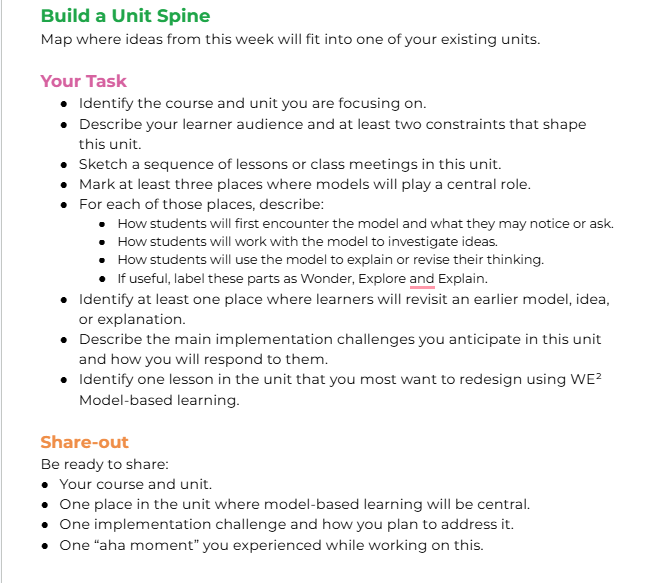 Build a Unit Spine
Map where ideas from this week will fit into one of your existing units.
Your Task
● Identify the course and unit you are focusing on.
● Describe your learner audience and at least two constraints that shape
this unit.
● Sketch a sequence of lessons or class meetings in this unit.
● Mark at least three places where models will play a central role.
● For each of those places, describe:
● How students will first encounter the model and what they may notice or ask.
● How students will work with the model to investigate ideas.
● How students will use the model to explain or revise their thinking.
● If useful, label these parts as Wonder, Explore and Explain.
● Identify at least one place where learners will revisit an earlier model, idea,
or explanation.
● Describe the main implementation challenges you anticipate in this unit
and how you will respond to them.
● Identify one lesson in the unit that you most want to redesign using WE²
Model-based learning.
Share-out
Be ready to share:
● Your course and unit.
● One place in the unit where model-based learning will be central.
● One implementation challenge and how you plan to address it.
● One “aha moment” you experienced while working on this.